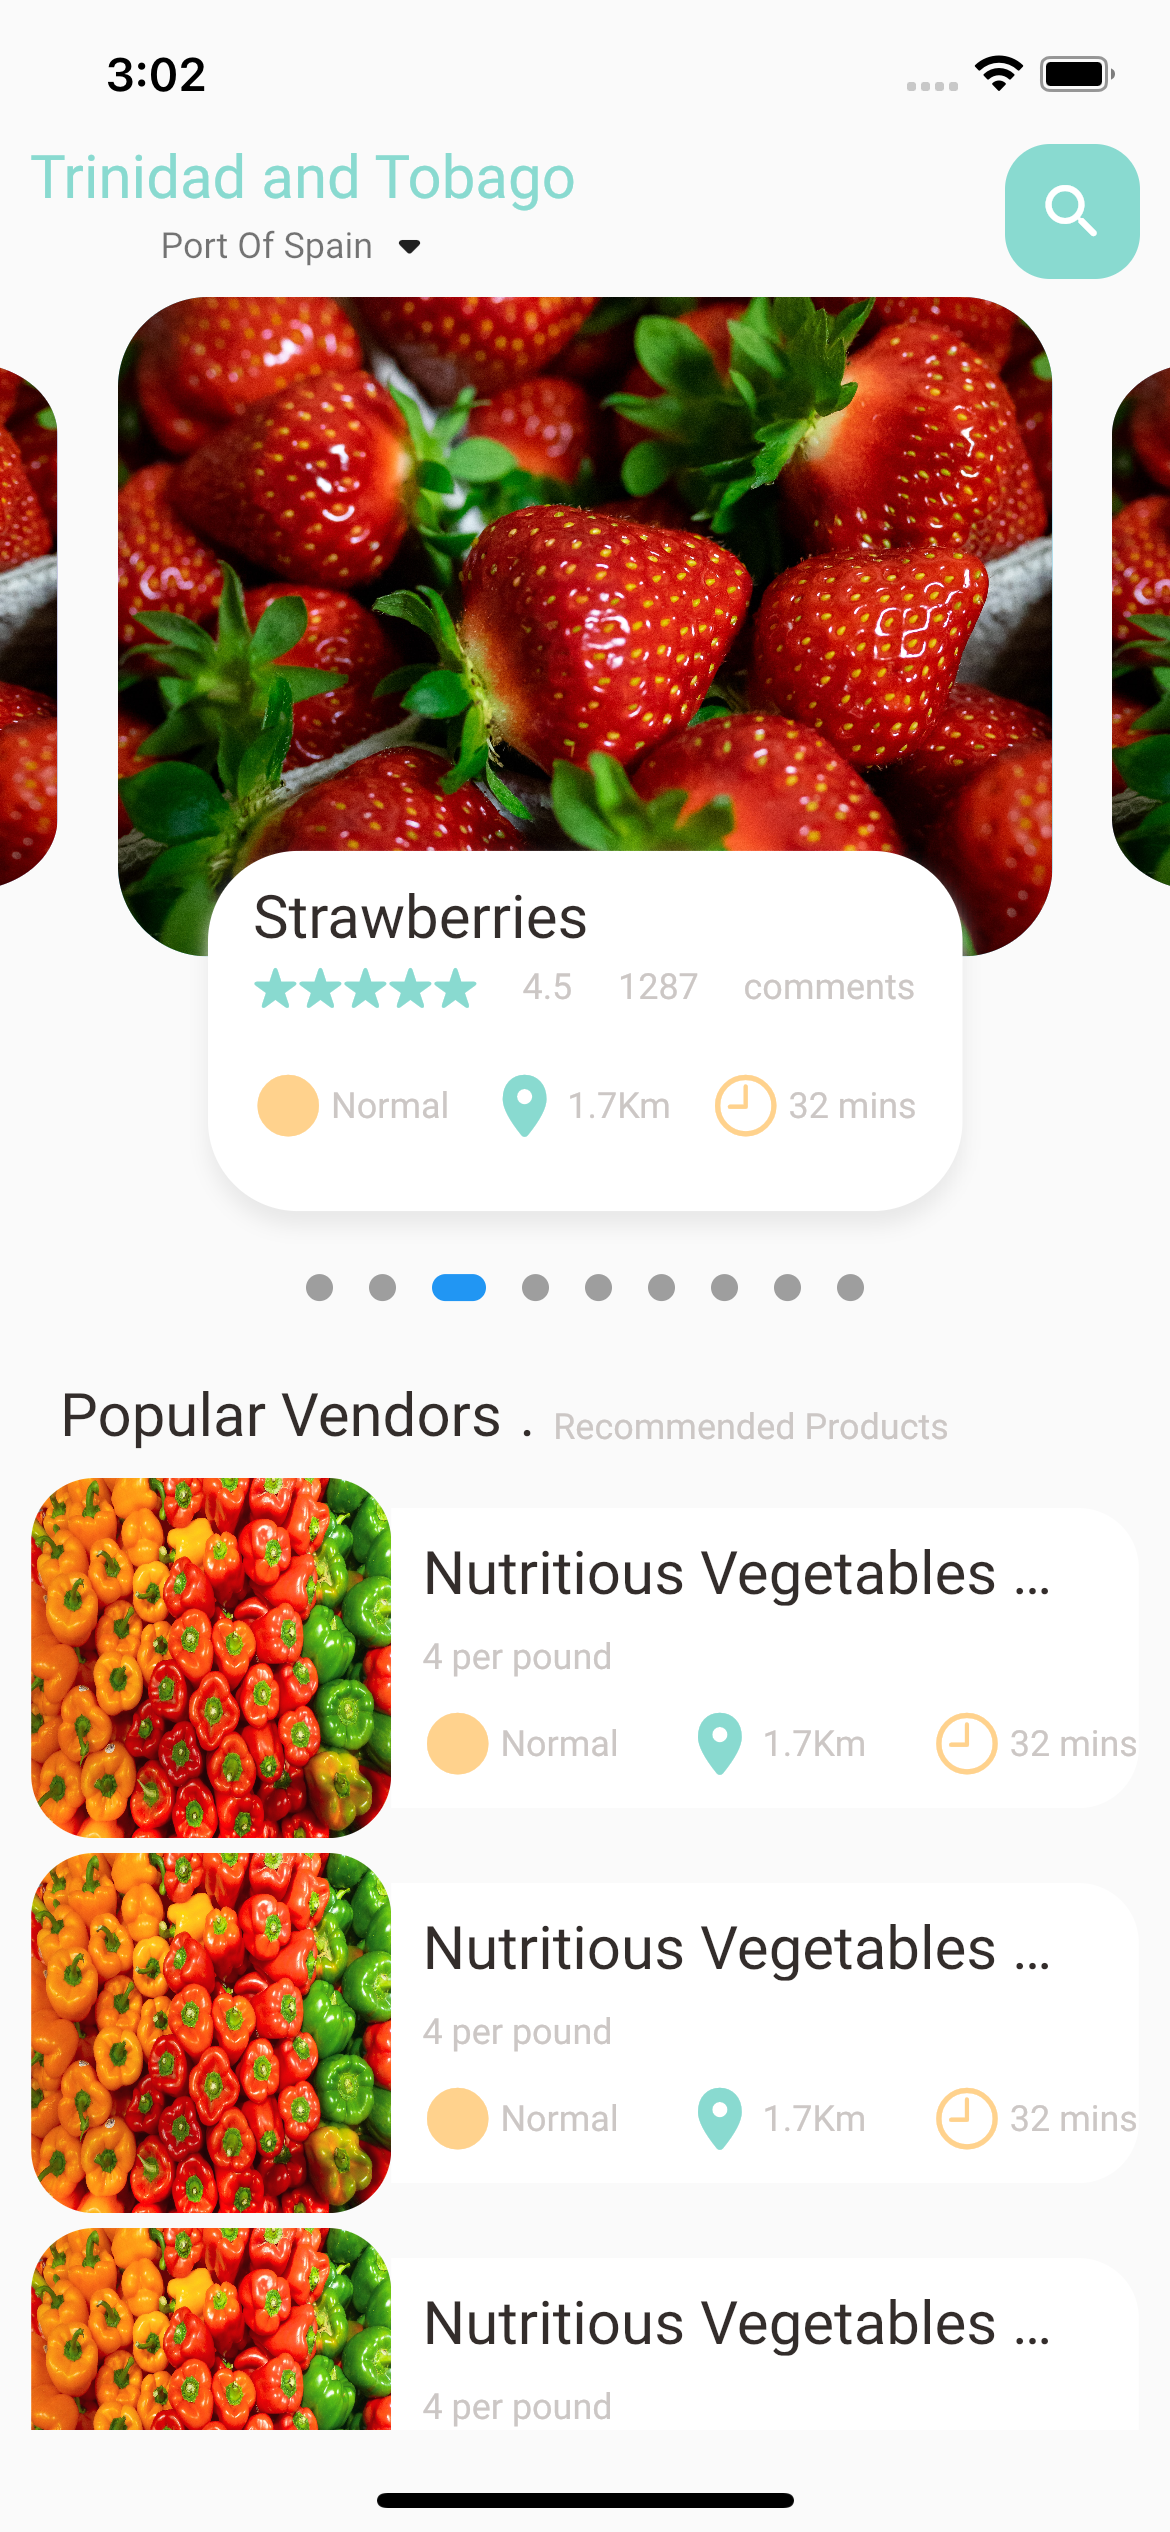 3:02
Trinidad and Tobago
Port Of Spain
Strawberries
4.5 1287 comments
Normal 1.7Km 32 mins
Popular Vendors . Recommended Products
Nutritious Vegetables ...
4 per pound
Normal 1.7Km 32 mins
Nutritious Vegetables ...
4 per pound
Normal 1.7Km 32 mins
Nutritious Vegetables ...
4 per pound